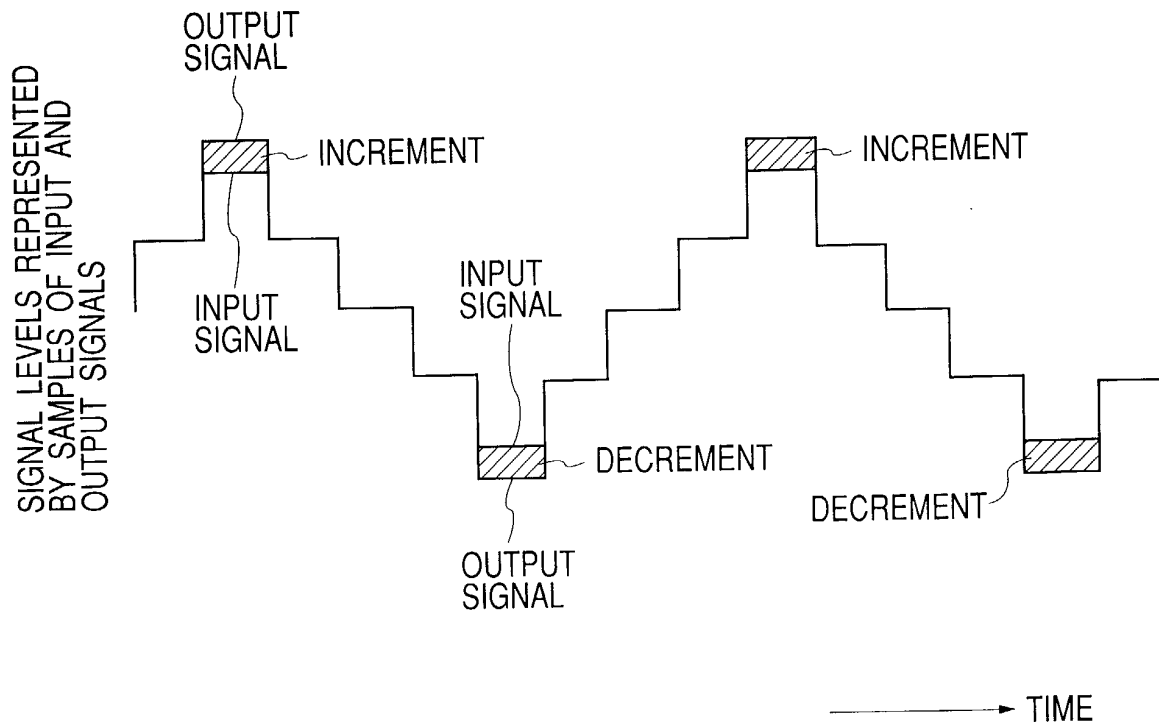 SIGNAL LEVELS REPRESENTED
BY SAMPLES OF INPUT AND
OUTPUT SIGNALS
OUTPUT
SIGNAL
INCREMENT
INPUT
SIGNAL
INPUT
SIGNAL
DECREMENT
OUTPUT
SIGNAL
INCREMENT
DECREMENT
TIME